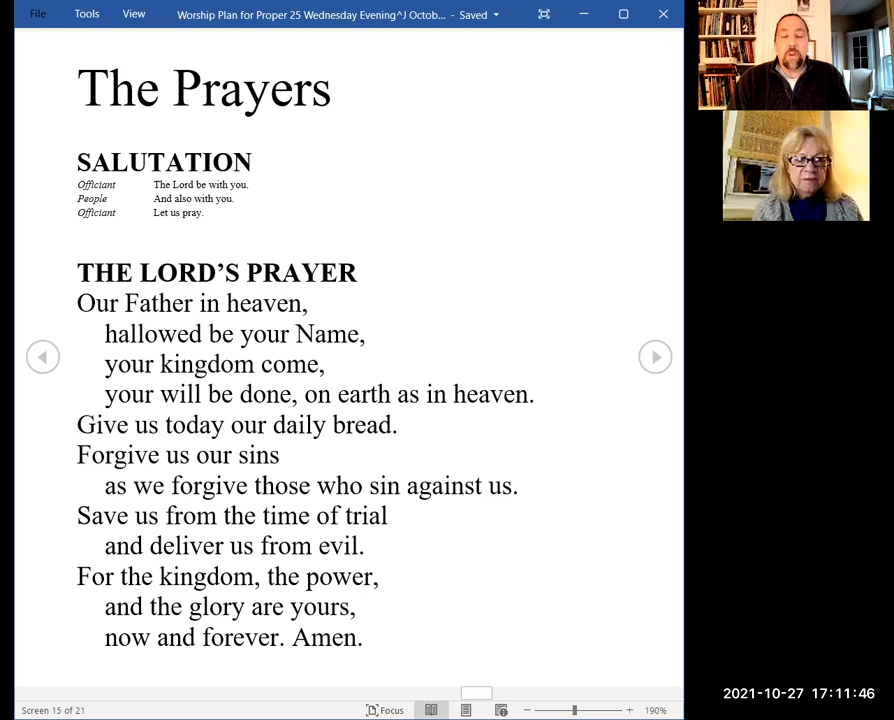 File Tools View Worship Plan for Proper 25 Wednesday Evening^J Octob... - Saved
The Prayers
SALUTATION
Officiant The Lord be with you.
People And also with you.
Officiant Let us pray.
THE LORD’S PRAYER
Our Father in heaven,
hallowed be your Name,
your kingdom come,
your will be done, on earth as in heaven.
Give us today our daily bread.
Forgive us our sins
as we forgive those who sin against us.
Save us from the time of trial
and deliver us from evil.
For the kingdom, the power,
and the glory are yours,
now and forever. Amen.
Screen 15 of 21 Focus 190%
2021-10-27 17:11:46